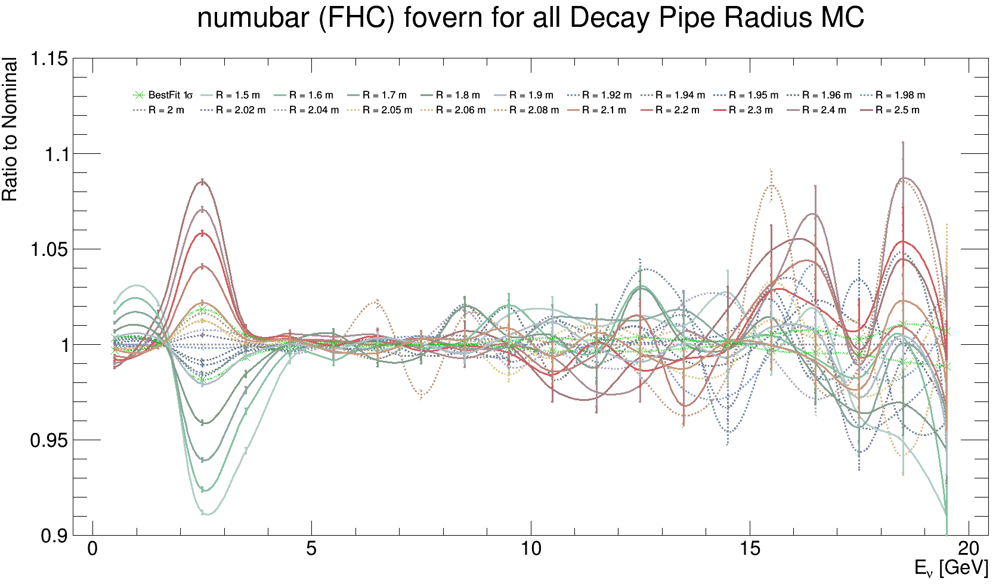 numubar (FHC) fovern for all Decay Pipe Radius MC
Ratio to Nominal
1.15
1.1
1.05
1
0.95
0.9
BestFit 1σ R = 1.5 m R = 1.6 m R = 1.7 m R = 1.8 m R = 1.9 m R = 1.92 m R = 1.94 m R = 1.95 m R = 1.96 m R = 1.98 m
R = 2 m R = 2.02 m R = 2.04 m R = 2.05 m R = 2.06 m R = 2.08 m R = 2.1 m R = 2.2 m R = 2.3 m R = 2.4 m R = 2.5 m
0 5 10 15 20
Eν [GeV]